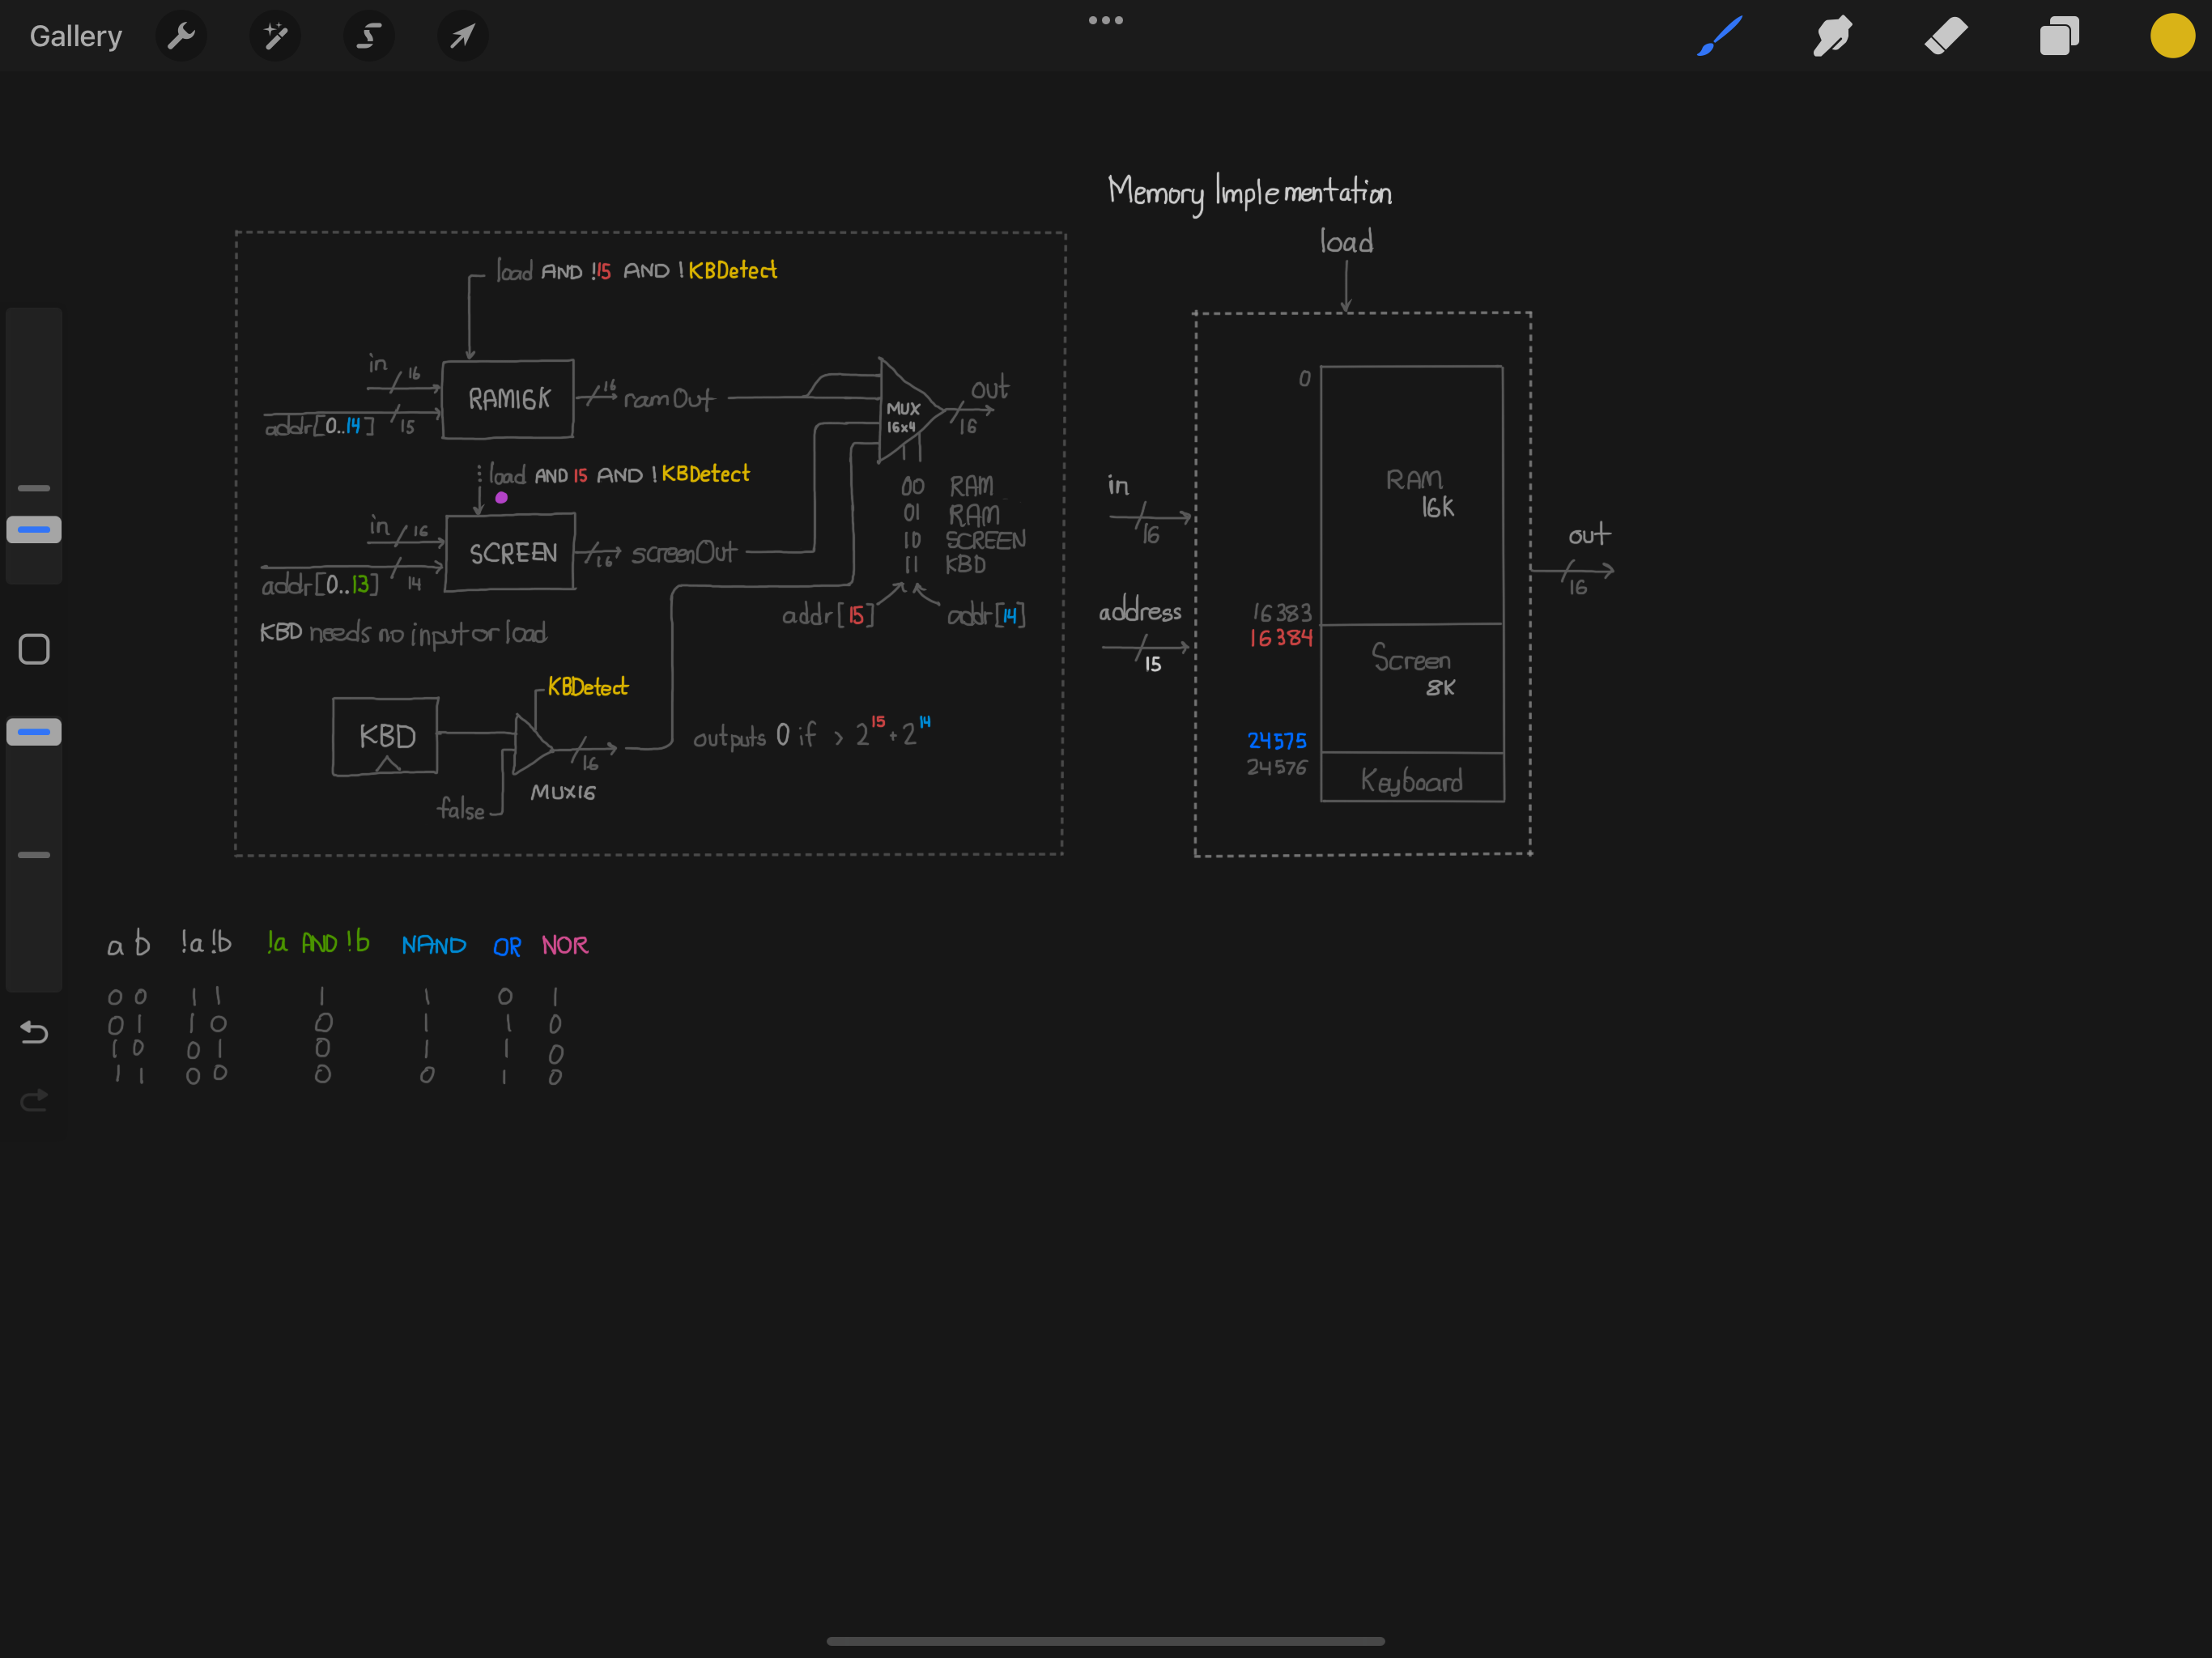 Gallery
Memory Implementation
load
load AND !15 AND !KBDetect
in
16
RAM16K
16
ramOut
addr[0..14]
15
MUX
16x4
out
16
load AND 15 AND !KBDetect
in
16
SCREEN
16
screenOut
addr[0..13]
14
00 RAM
01 RAM
10 SCREEN
11 KBD
addr[15]
addr[14]
KBD needs no input or load
KBDetect
KBD
16
MUX16
false
outputs 0 if > 2^15 + 2^14
in
16
address
15
0
RAM
16K
16383
16384
Screen
8K
24575
24576
Keyboard
out
16
a b !a !b !a AND !b NAND OR NOR
0 0 1 1 1 1 0 1
0 1 1 0 0 1 1 0
1 0 0 1 0 1 1 0
1 1 0 0 0 0 1 0